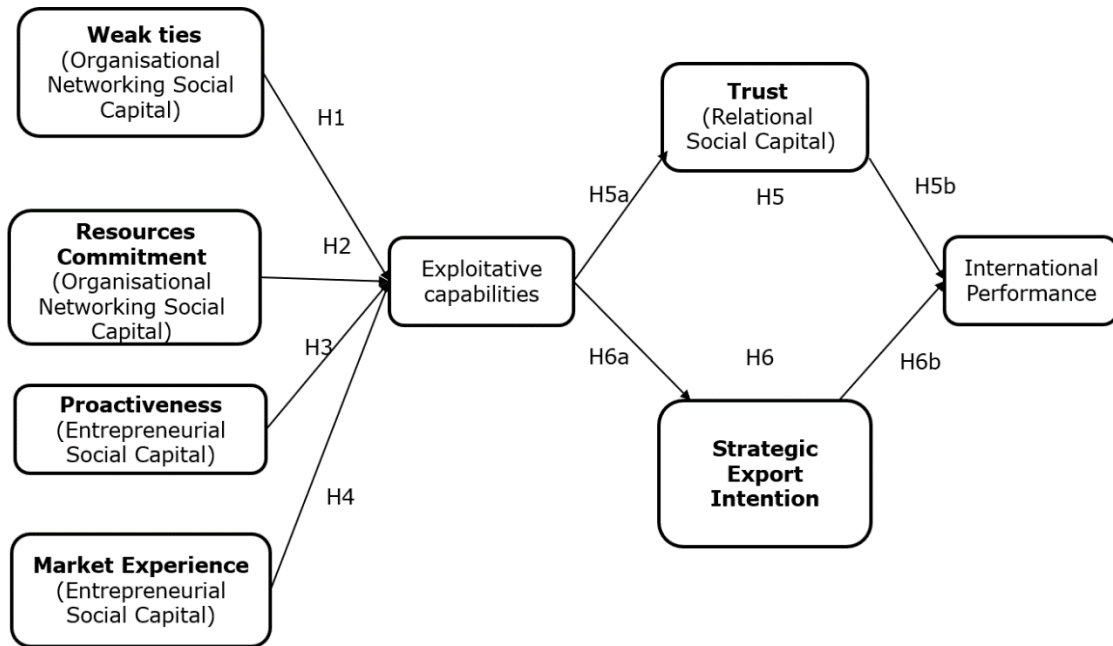 Weak ties
(Organisational
Networking Social
Capital)
H1
Resources
Commitment
(Organisational
Networking Social
Capital)
H2
Proactiveness
(Entrepreneurial
Social Capital)
H3
Market Experience
(Entrepreneurial
Social Capital)
H4
Exploitative
capabilities
H5a
Trust
(Relational
Social Capital)
H5
H5b
H6a
H6
H6b
Strategic
Export
Intention
International
Performance